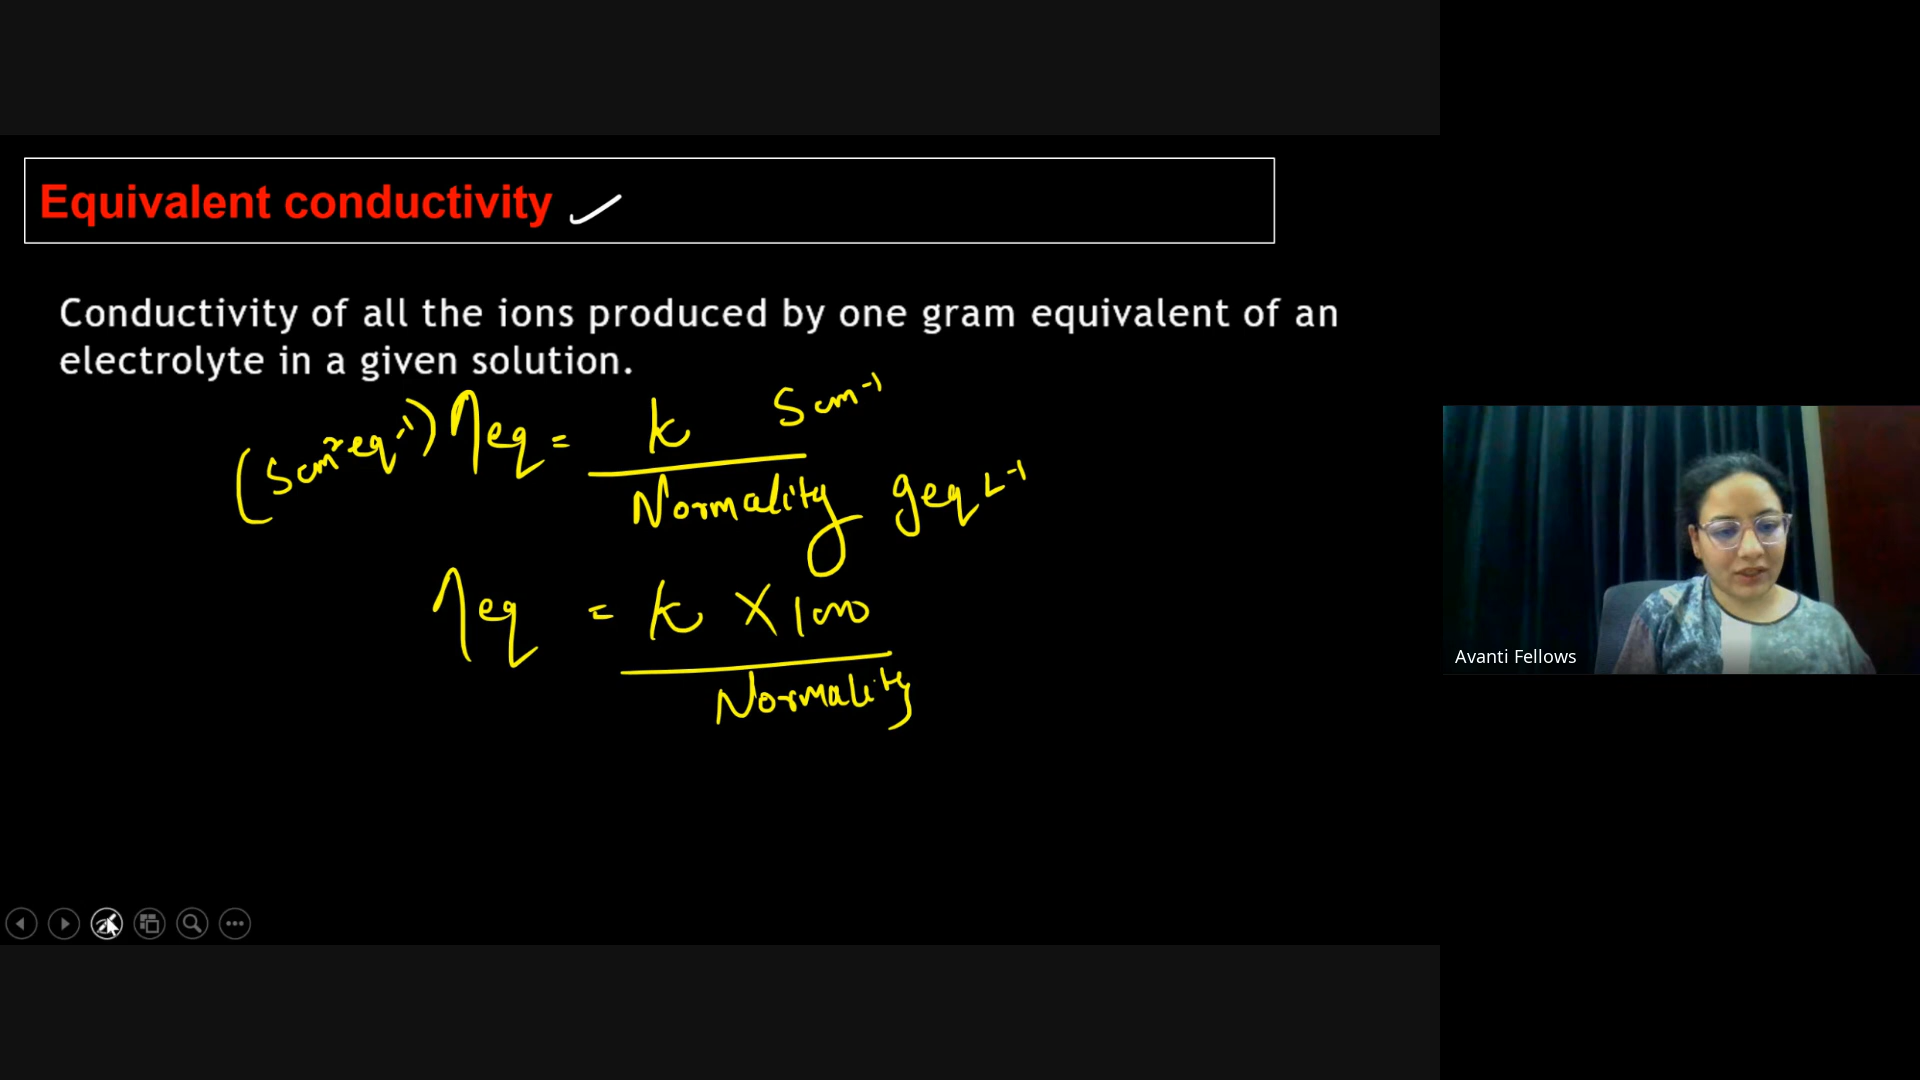 Equivalent conductivity
Conductivity of all the ions produced by one gram equivalent of an
electrolyte in a given solution.
(S cm² eq⁻¹) Λeq = K S cm⁻¹
Normality geq L⁻¹
Λeq = K × 1000
Normality
Avanti Fellows